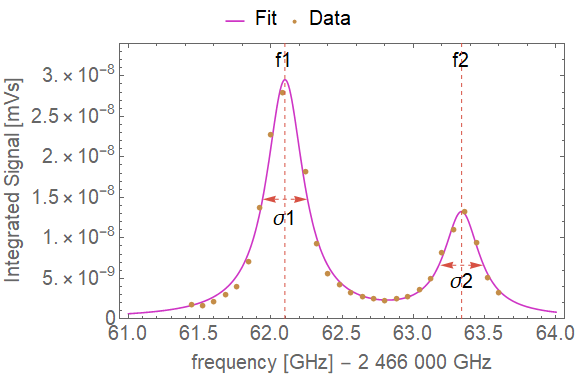 Fit Data
f1 f2
3. × 10⁻⁸
2.5 × 10⁻⁸
2. × 10⁻⁸
1.5 × 10⁻⁸
1. × 10⁻⁸
5. × 10⁻⁹
0
Integrated Signal [mVs]
σ1
σ2
61.0 61.5 62.0 62.5 63.0 63.5 64.0
frequency [GHz] − 2 466 000 GHz